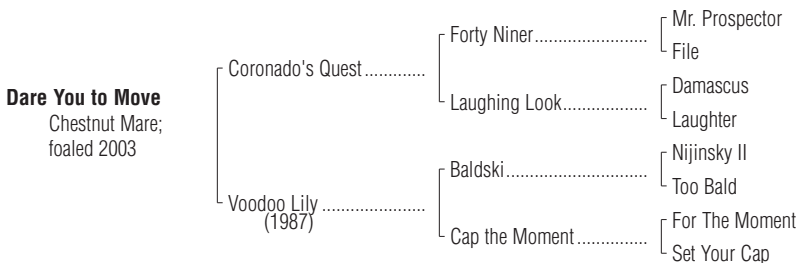 Dare You to Move
Chestnut Mare;
foaled 2003
Coronado's Quest.............
Voodoo Lily ......................
(1987)
Forty Niner........................
Laughing Look..................
Baldski..............................
Cap the Moment...............
Mr. Prospector
File
Damascus
Laughter
Nijinsky II
Too Bald
For The Moment
Set Your Cap